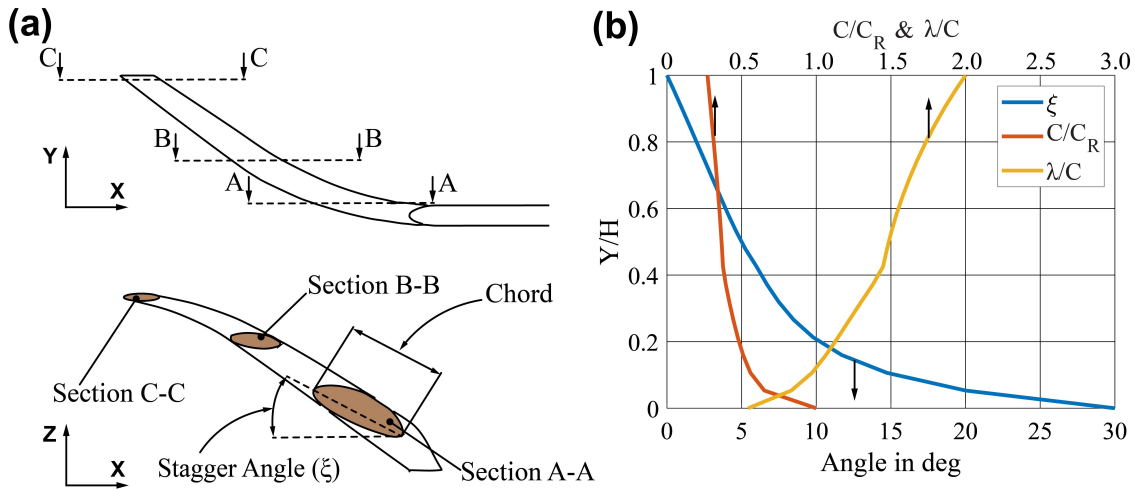 (a)
C C
B B
Y
A A
X
Section B-B
Chord
Section C-C
Z
Stagger Angle (ξ)
X
Section A-A
(b)
C/C_R & λ/C
0 0.5 1.0 1.5 2.0 2.5 3.0
1
0.8
0.6
0.4
0.2
0
Y/H
ξ
C/C_R
λ/C
0 5 10 15 20 25 30
Angle in deg